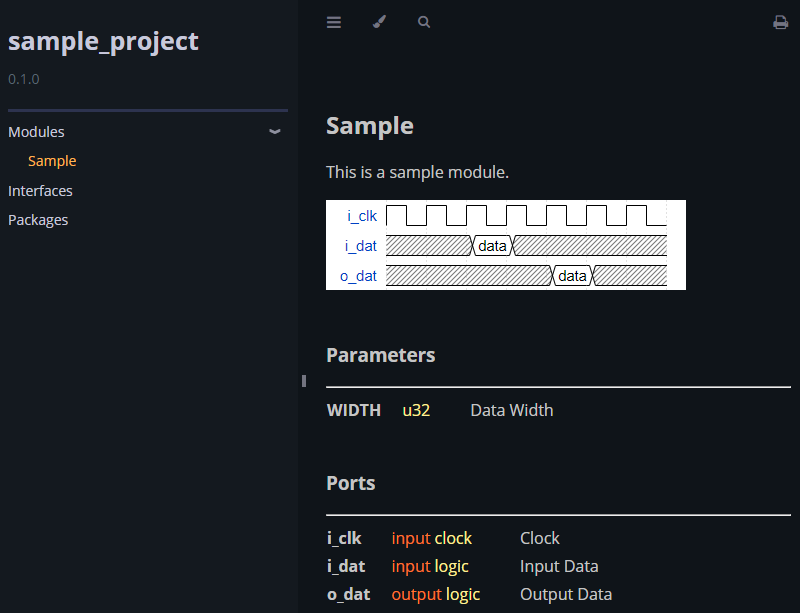 sample_project
0.1.0
Modules
Sample
Interfaces
Packages
Sample
This is a sample module.
i_clk
i_dat data
o_dat data
Parameters
WIDTH u32 Data Width
Ports
i_clk input clock Clock
i_dat input logic Input Data
o_dat output logic Output Data